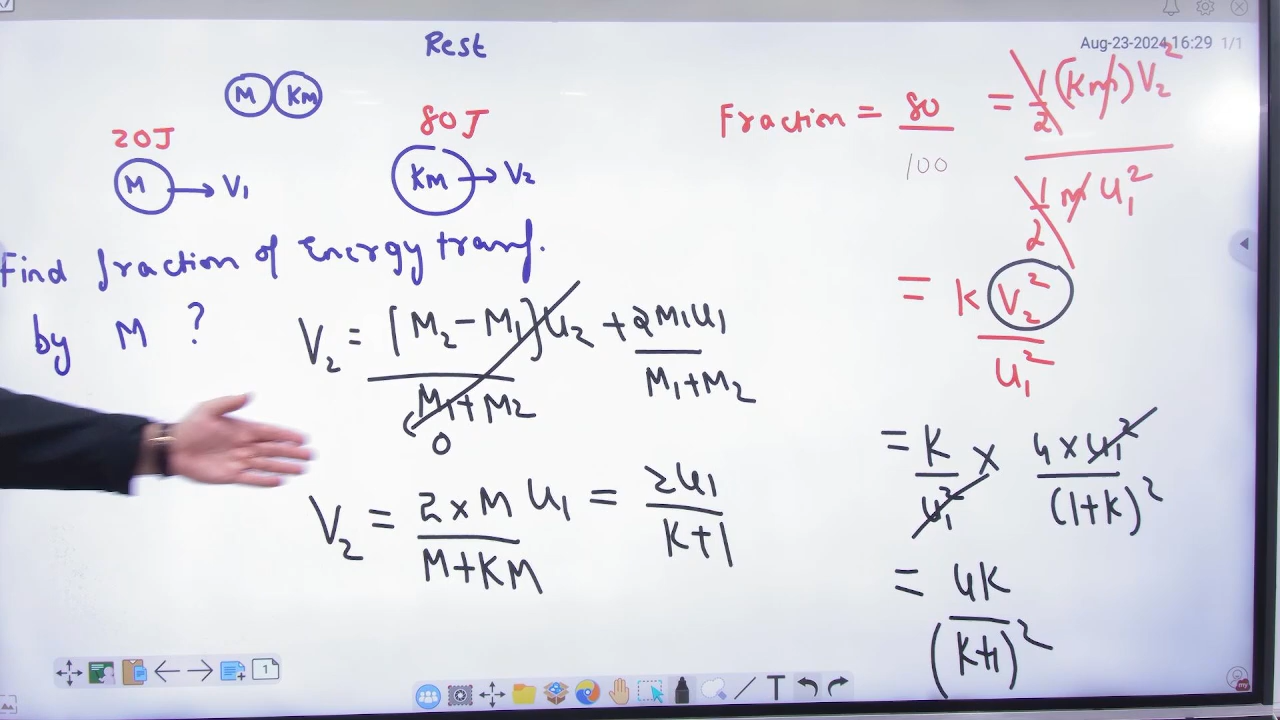 Rest
Aug-23-2024 16:29 1/1
M KM
20J 80J
M → V₁ KM → V₂
Find fraction of Energy transf.
by M ?
V₂ = [M₂-M₁]U₂ + 2M₁U₁
M₁+M₂ M₁+M₂
0
V₂ = 2×M U₁ = 2U₁
M+KM K+1
Fraction = 80 = 1/2 (Km)V₂²
100 1/2 m U₁²
= K V₂²
U₁²
= K × 4×U₁²
U₁² (1+K)²
= 4K
(K+1)²
1
T